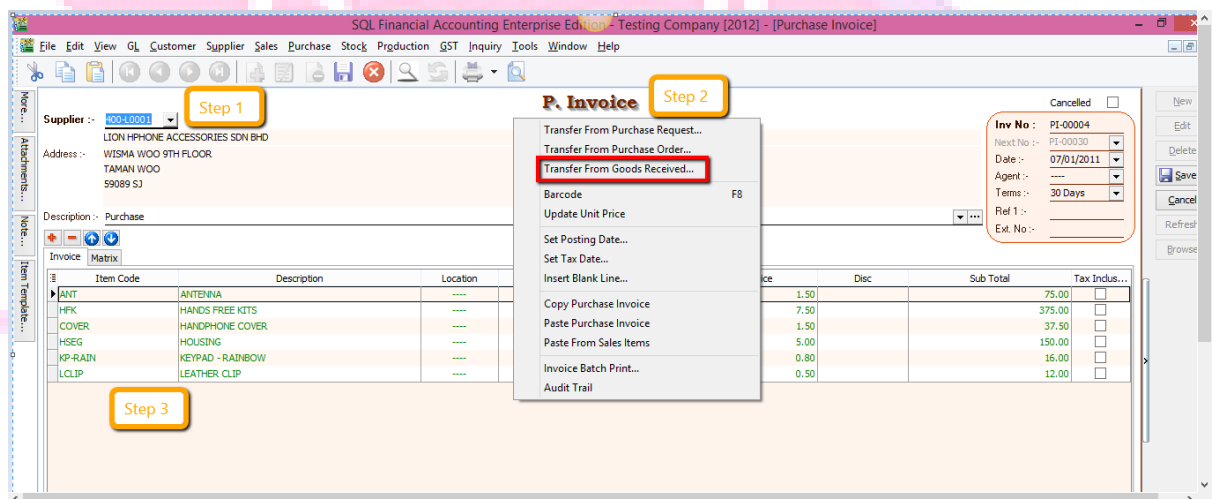 SQL Financial Accounting Enterprise Edition - Testing Company [2012] - [Purchase Invoice]
File Edit View GL Customer Supplier Sales Purchase Stock Production GST Inquiry Tools Window Help
More...
Attachments...
Note...
Item Template...
Step 1
P. Invoice
Step 2
Cancelled
Supplier :- 400-L0001
LION HPHONE ACCESSORIES SDN BHD
Address :- WISMA WOO 9TH FLOOR
TAMAN WOO
59089 SJ
Description :- Purchase
Inv No : PI-00004
Next No :- PI-00030
Date :- 07/01/2011
Agent :- ----
Terms :- 30 Days
Ref 1 :-
Ext. No :-
New
Edit
Delete
Save
Cancel
Refresh
Browse
Transfer From Purchase Request...
Transfer From Purchase Order...
Transfer From Goods Received...
Barcode F8
Update Unit Price
Set Posting Date...
Set Tax Date...
Insert Blank Line...
Copy Purchase Invoice
Paste Purchase Invoice
Paste From Sales Items
Invoice Batch Print...
Audit Trail
Invoice Matrix
Item Code Description Location Disc Sub Total Tax Indus...
ANT ANTENNA ---- 1.50 75.00
HFK HANDS FREE KITS ---- 7.50 375.00
COVER HANDPHONE COVER ---- 1.50 37.50
HSEG HOUSING ---- 5.00 150.00
KP-RAIN KEYPAD - RAINBOW ---- 0.80 16.00
LCLIP LEATHER CLIP ---- 0.50 12.00
Step 3